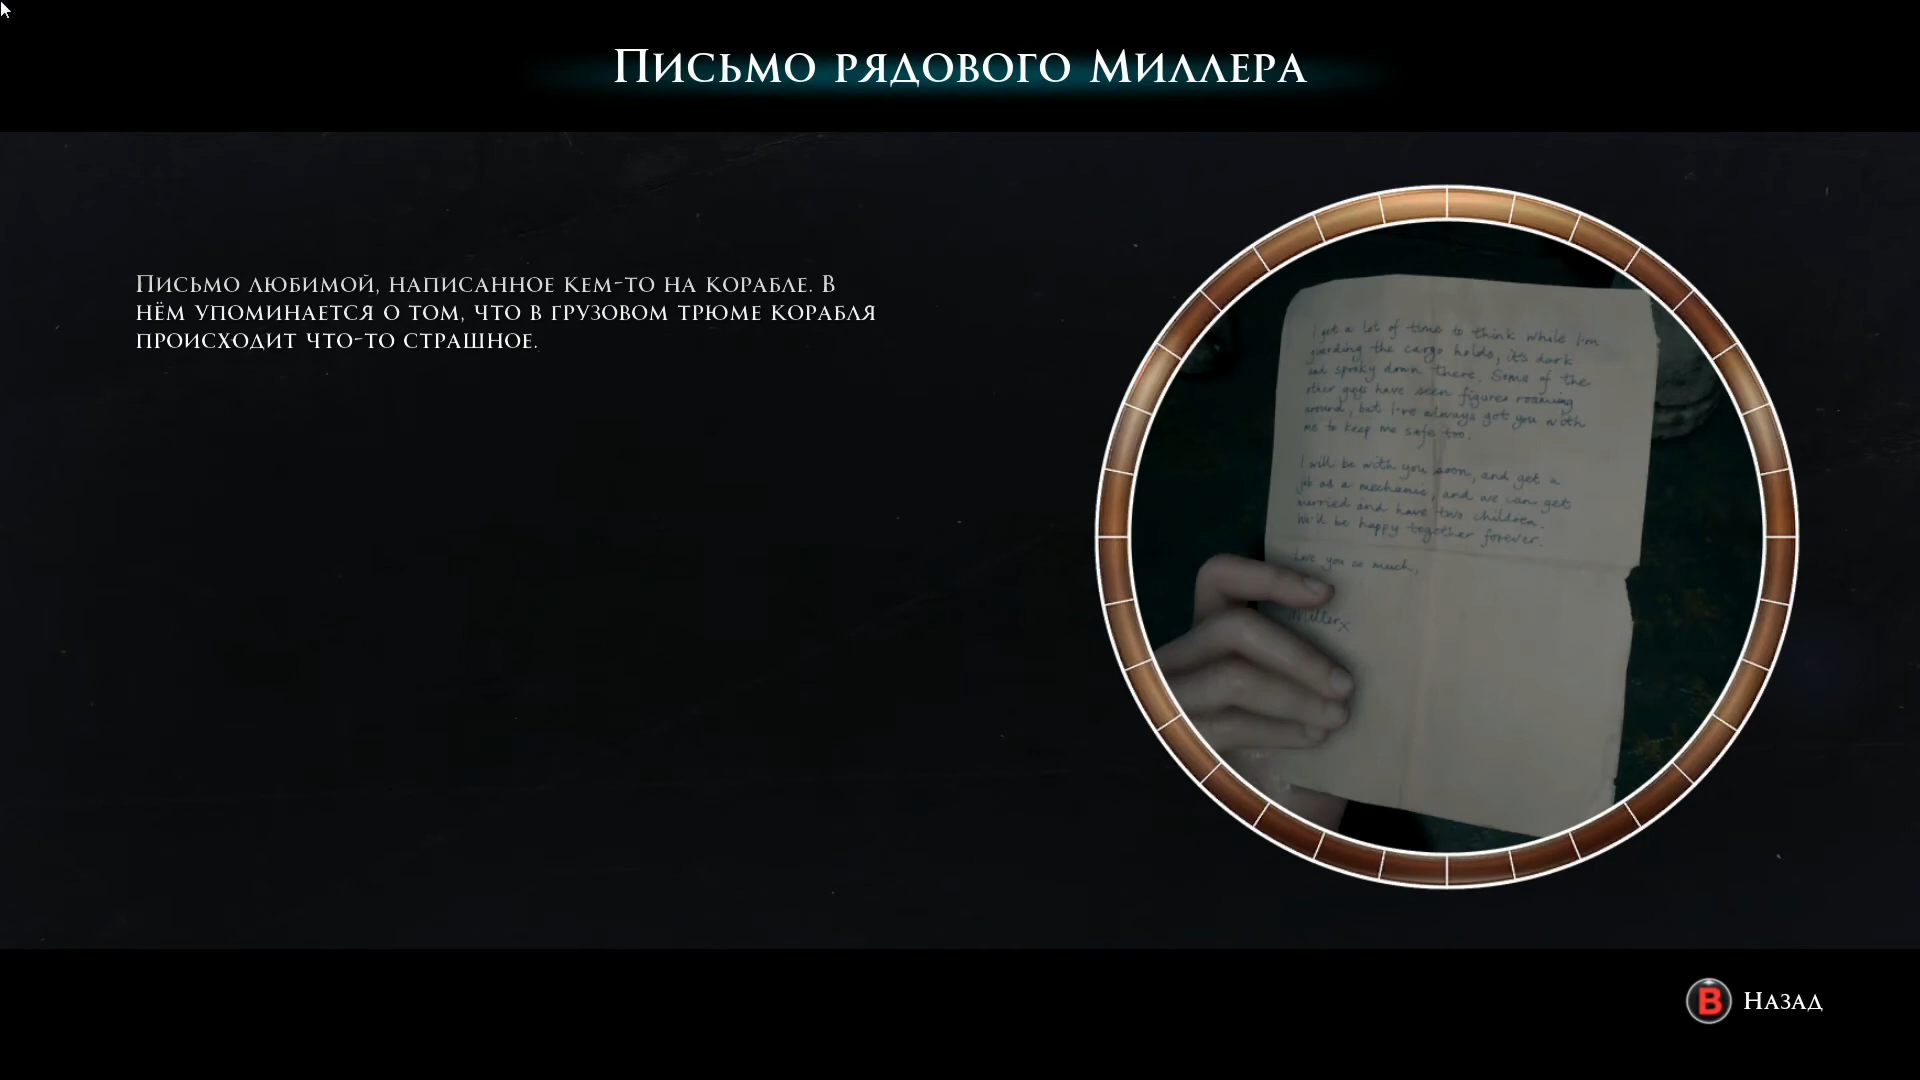 Письмо рядового Миллера
Письмо любимой, написанное кем-то на корабле. В
нём упоминается о том, что в грузовом трюме корабля
происходит что-то страшное.
I get a lot of time to think while I'm
guarding the cargo holds, it's dark
and spooky down there. Some of the
other guys have seen figures roaming
around, but I've always got you with
me to keep me safe too.
I will be with you soon, and get a
job as a mechanic, and we can get
married and have two children.
We'll be happy together forever.
Love you so much,
Miller x
B Назад